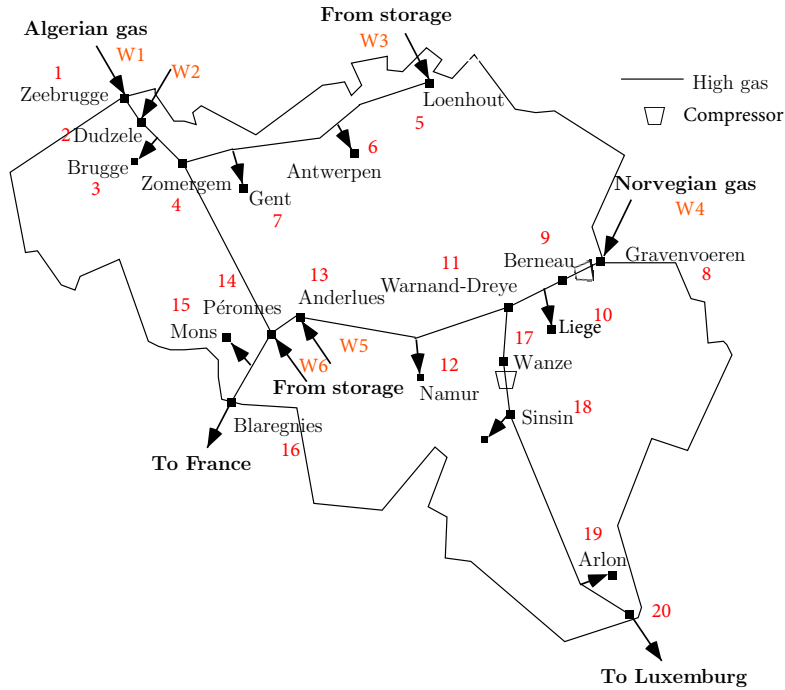 From storage
Algerian gas
W1
W3
W2
1
Zeebrugge
High gas
Loenhout
Compressor
5
2
Dudzele
6
Brugge
Antwerpen
3
Zomergem
4
Gent
7
Norvegian gas
W4
9
Berneau
Gravenvoeren
8
11
Warnand-Dreye
13
14
Anderlues
15
Péronnes
10
Mons
Liege
17
W5
W6
12
Wanze
From storage
Namur
18
Sinsin
Blaregnies
16
To France
19
Arlon
20
To Luxemburg